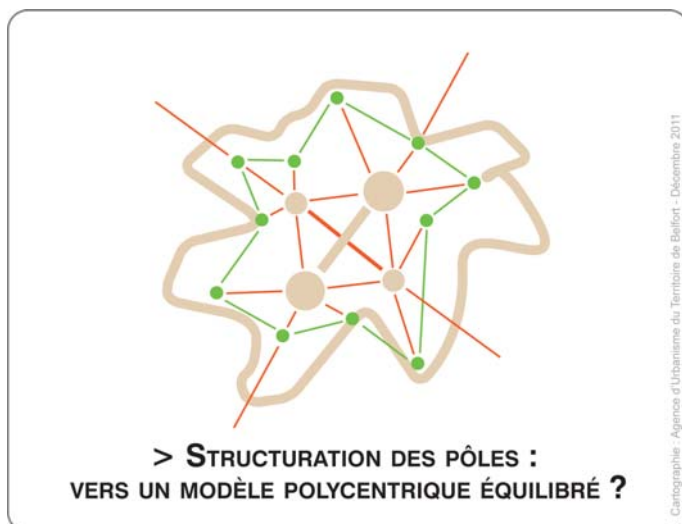 > STRUCTURATION DES PÔLES :
VERS UN MODÈLE POLYCENTRIQUE ÉQUILIBRÉ ?
Cartographie : Agence d'Urbanisme du Territoire de Belfort - Décembre 2011